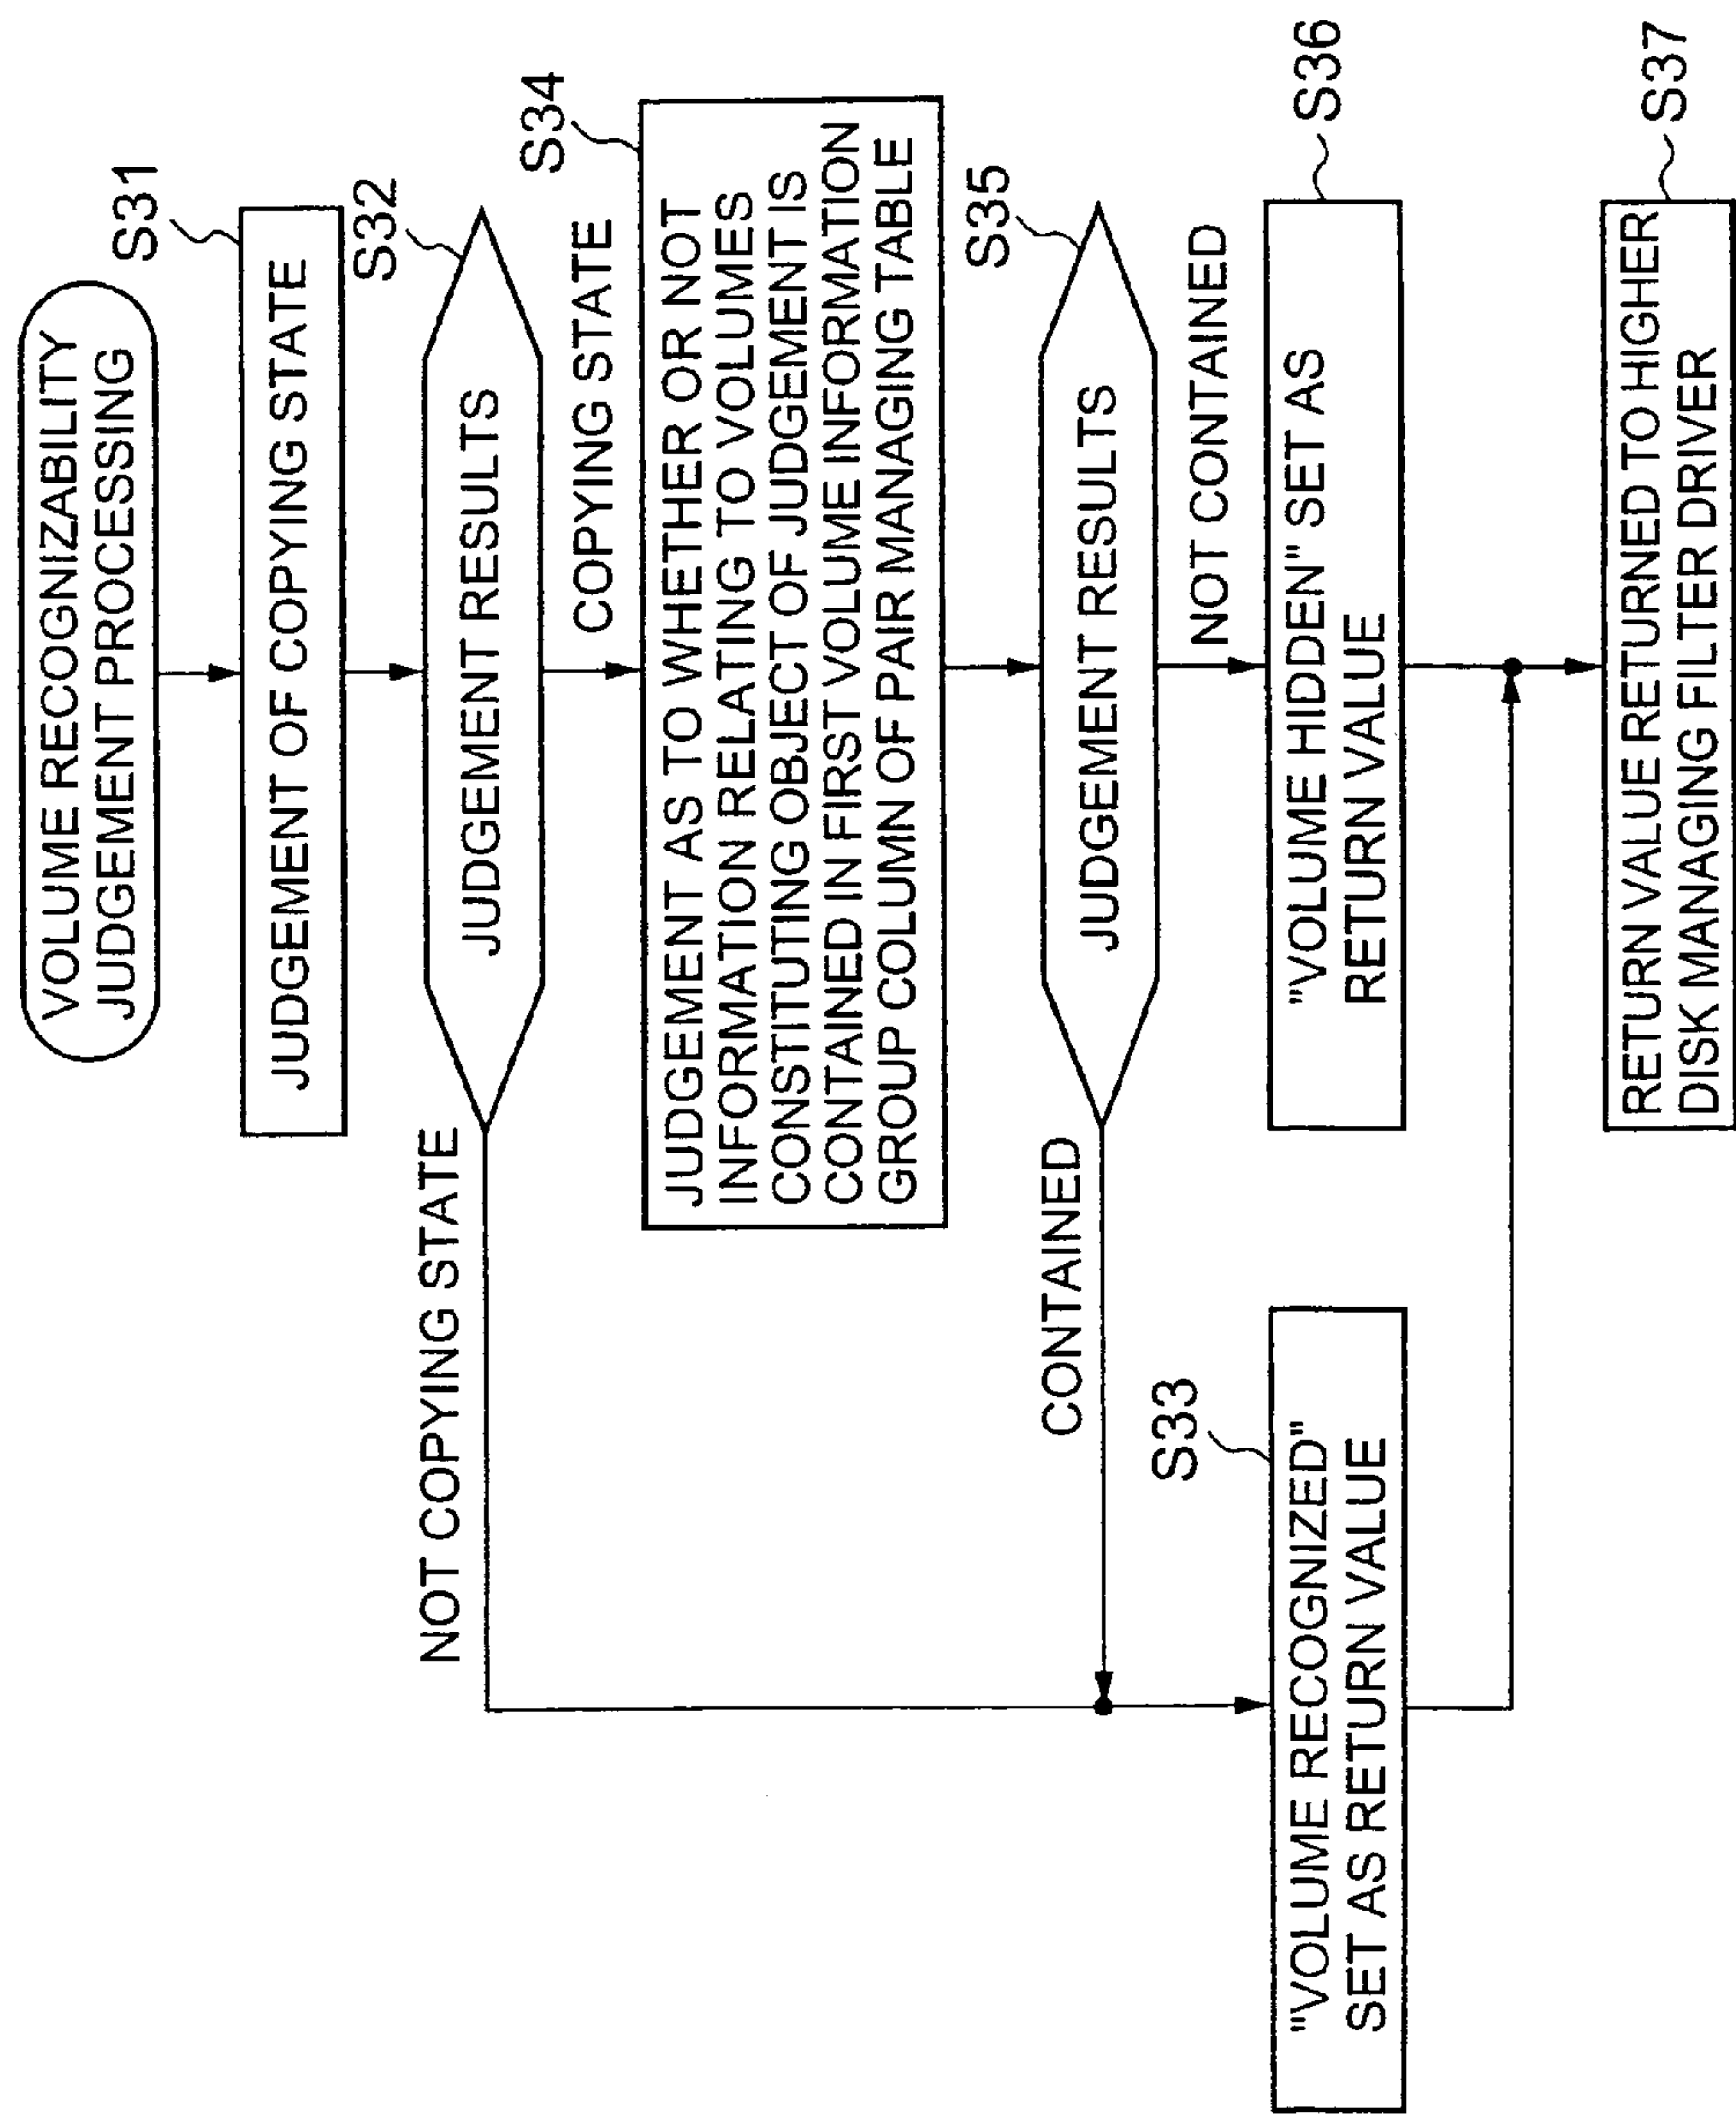 VOLUME RECOGNIZABILITY
JUDGEMENT PROCESSING
S31
JUDGEMENT OF COPYING STATE
S32
JUDGEMENT RESULTS
NOT COPYING STATE
COPYING STATE
S34
JUDGEMENT AS TO WHETHER OR NOT
INFORMATION RELATING TO VOLUMES
CONSTITUTING OBJECT OF JUDGEMENT IS
CONTAINED IN FIRST VOLUME INFORMATION
GROUP COLUMN OF PAIR MANAGING TABLE
S35
JUDGEMENT RESULTS
CONTAINED
NOT CONTAINED
S33
"VOLUME RECOGNIZED"
SET AS RETURN VALUE
S36
"VOLUME HIDDEN" SET AS
RETURN VALUE
S37
RETURN VALUE RETURNED TO HIGHER
DISK MANAGING FILTER DRIVER